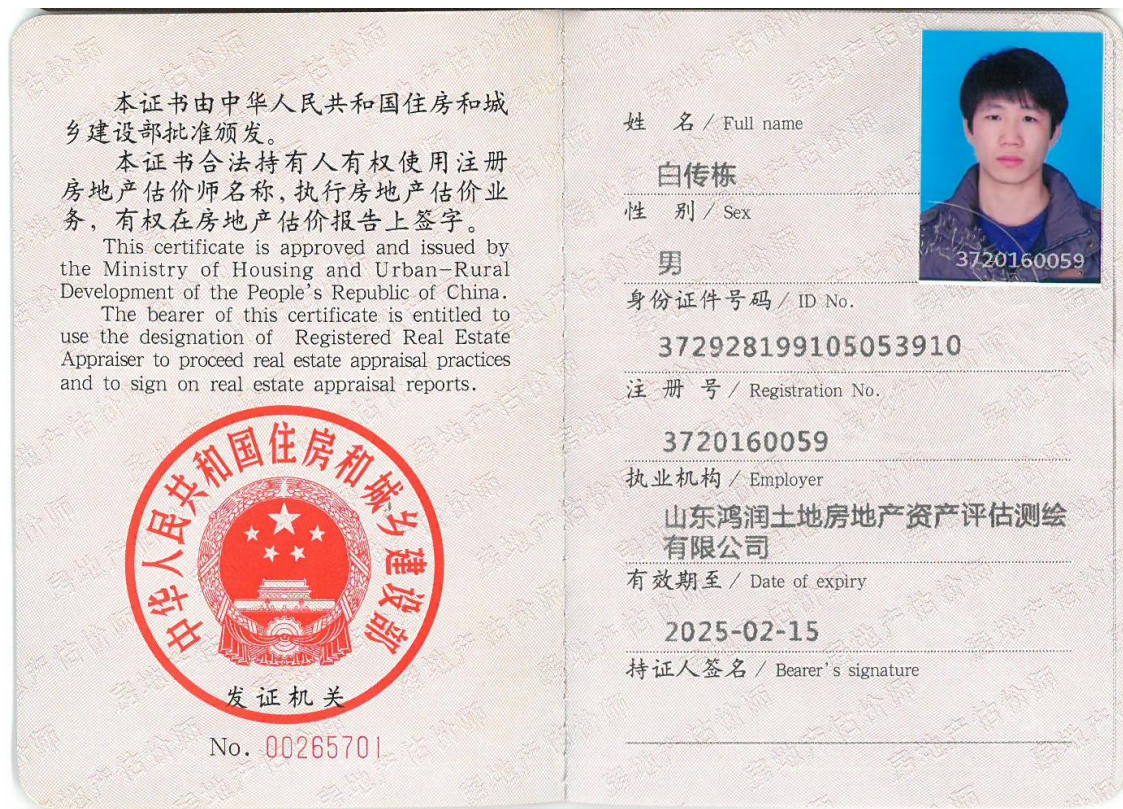 本证书由中华人民共和国住房和城
乡建设部批准颁发。
本证书合法持有人有权使用注册
房地产估价师名称，执行房地产估价业
务，有权在房地产估价报告上签字。
This certificate is approved and issued by
the Ministry of Housing and Urban-Rural
Development of the People's Republic of China.
The bearer of this certificate is entitled to
use the designation of Registered Real Estate
Appraiser to proceed real estate appraisal practices
and to sign on real estate appraisal reports.
中华人民共和国住房和城乡建设部
发证机关
No. 00265701
姓 名 / Full name
白传栋
性 别 / Sex
男
身份证件号码 / ID No.
372928199105053910
注 册 号 / Registration No.
3720160059
执业机构 / Employer
山东鸿润土地房地产资产评估测绘
有限公司
有效期至 / Date of expiry
2025-02-15
持证人签名 / Bearer's signature
3720160059